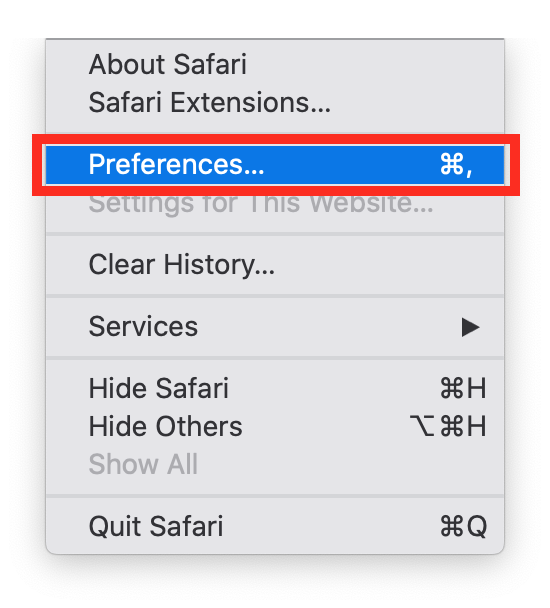 About Safari
Safari Extensions...
Preferences... ⌘,
Settings for This Website...
Clear History...
Services ▶
Hide Safari ⌘H
Hide Others ⌥⌘H
Show All
Quit Safari ⌘Q